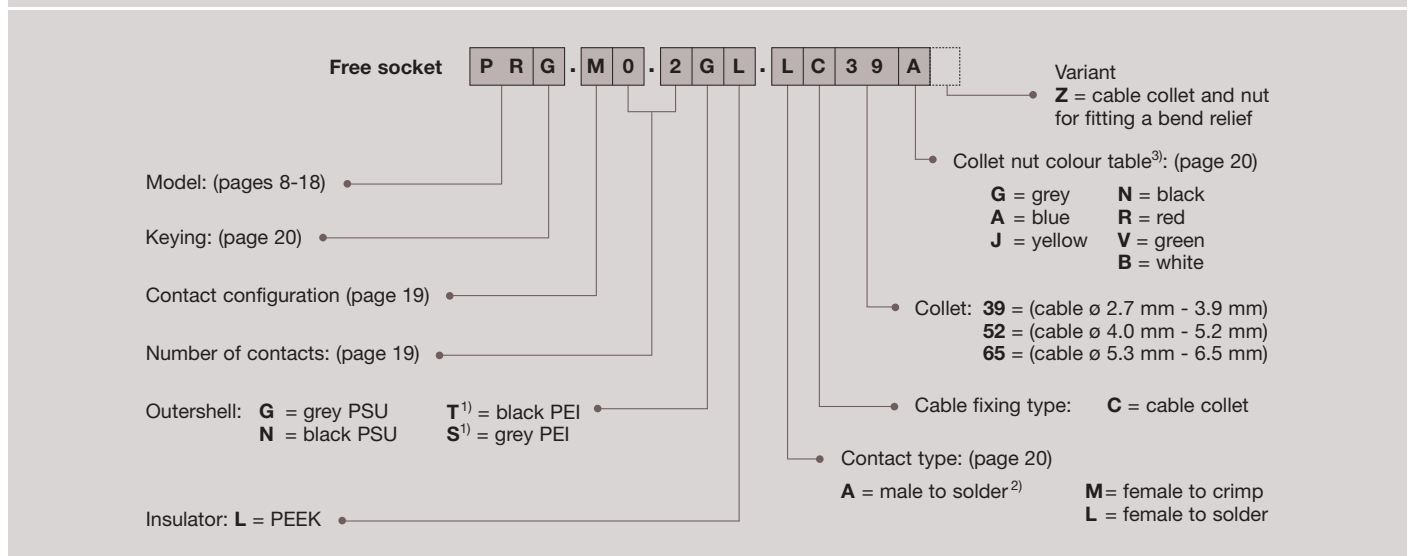 Free socket P R G . M 0 . 2 G L . L C 3 9 A
Variant
Z = cable collet and nut
for fitting a bend relief
Collet nut colour table3): (page 20)
G = grey N = black
A = blue R = red
J = yellow V = green
B = white
Model: (pages 8-18)
Keying: (page 20)
Contact configuration (page 19)
Collet: 39 = (cable ø 2.7 mm - 3.9 mm)
52 = (cable ø 4.0 mm - 5.2 mm)
65 = (cable ø 5.3 mm - 6.5 mm)
Number of contacts: (page 19)
Outershell: G = grey PSU T1) = black PEI
N = black PSU S1) = grey PEI
Cable fixing type: C = cable collet
Contact type: (page 20)
A = male to solder2) M= female to crimp
L = female to solder
Insulator: L = PEEK